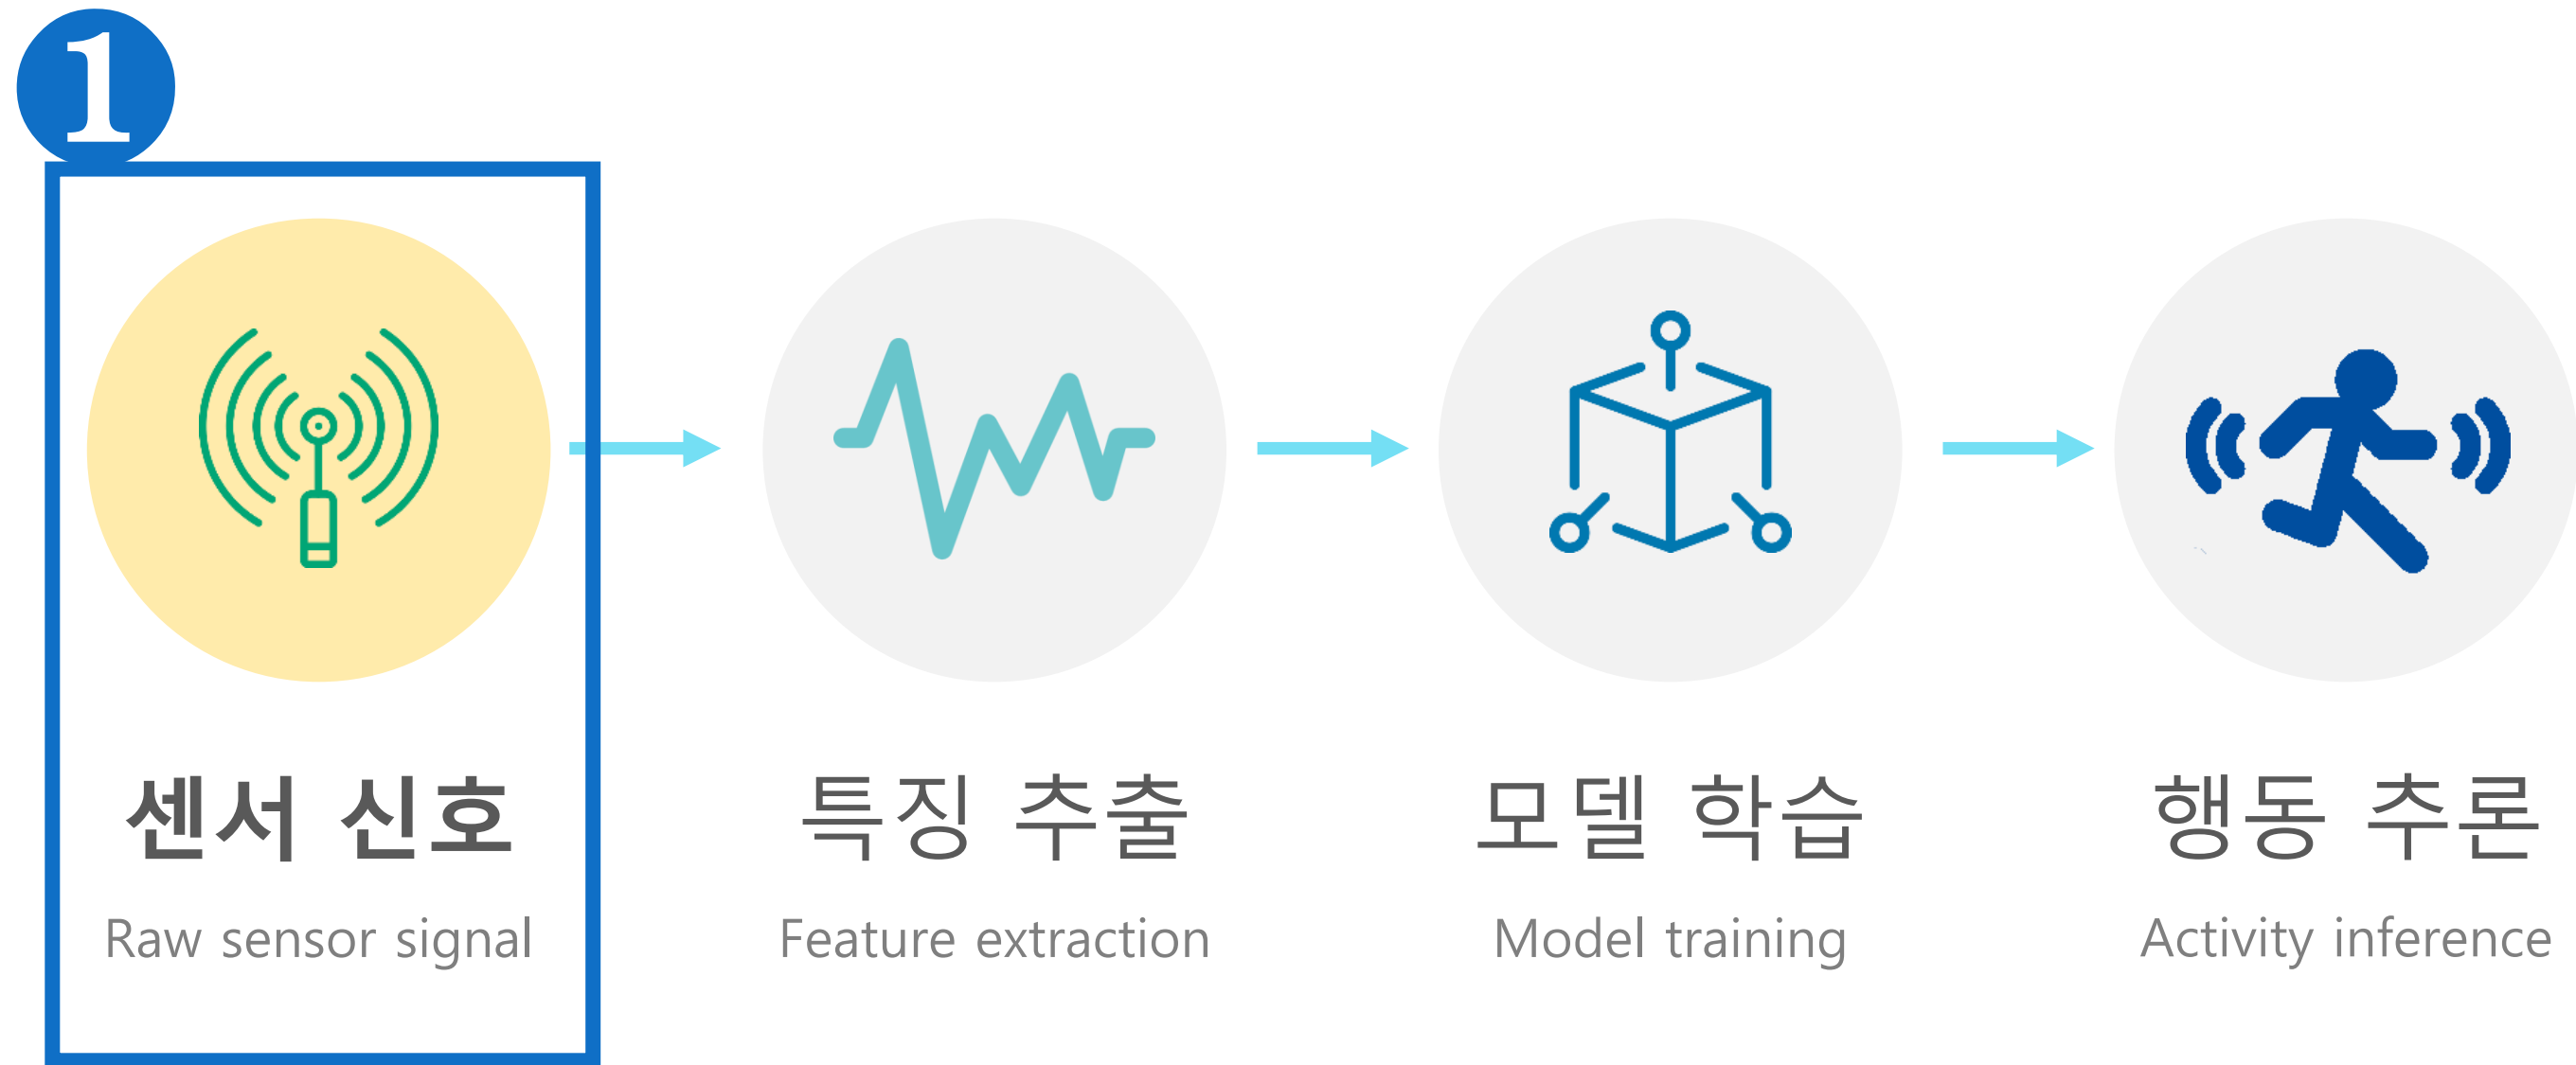 1
센서 신호
Raw sensor signal
특징 추출
Feature extraction
모델 학습
Model training
행동 추론
Activity inference